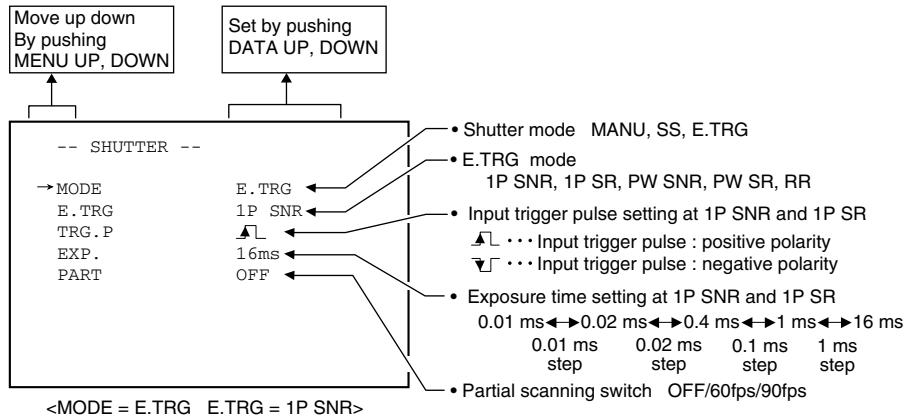 Move up down
By pushing
MENU UP, DOWN
Set by pushing
DATA UP, DOWN
-- SHUTTER --
→MODE E.TRG
E.TRG 1P SNR
TRG.P
EXP. 16ms
PART OFF
• Shutter mode MANU, SS, E.TRG
• E.TRG mode
1P SNR, 1P SR, PW SNR, PW SR, RR
• Input trigger pulse setting at 1P SNR and 1P SR
··· Input trigger pulse : positive polarity
··· Input trigger pulse : negative polarity
• Exposure time setting at 1P SNR and 1P SR
0.01 ms↔0.02 ms↔0.4 ms↔1 ms↔16 ms
0.01 ms step 0.02 ms step 0.1 ms step 1 ms step
• Partial scanning switch OFF/60fps/90fps
<MODE = E.TRG E.TRG = 1P SNR>